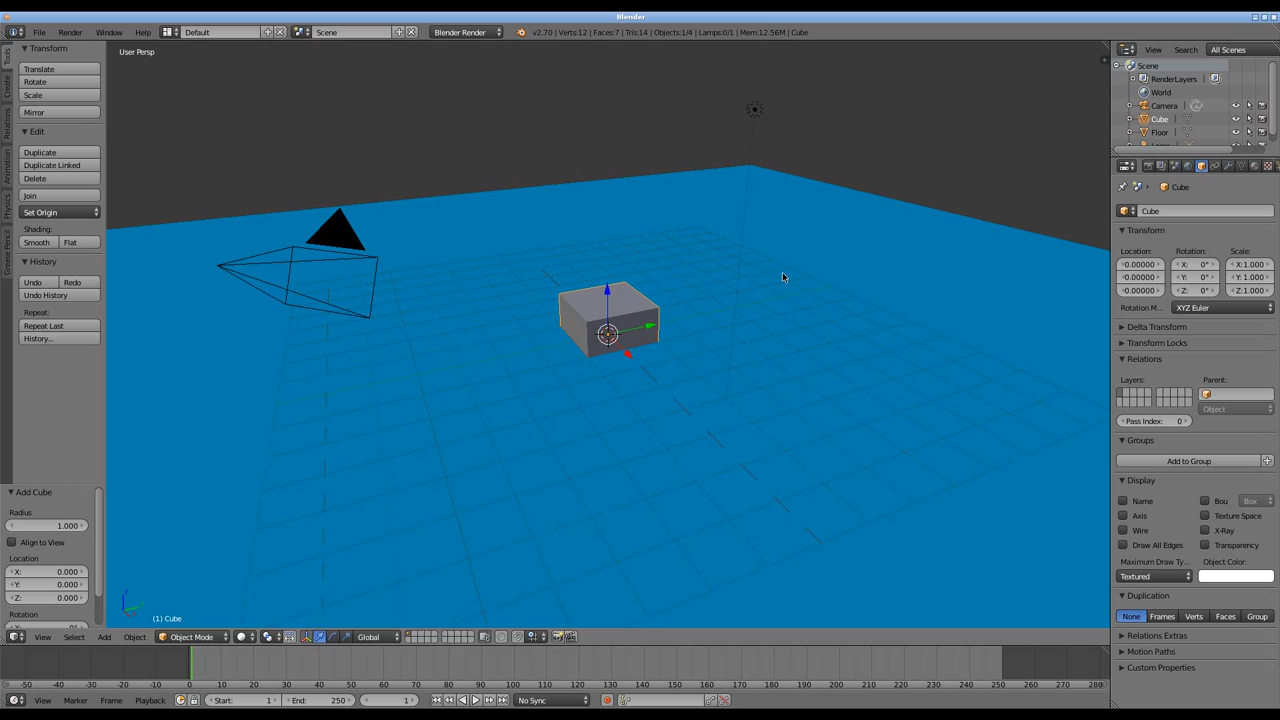 Blender
File Render Window Help Default Scene Blender Render v2.70 | Verts:12 | Faces:7 | Tris:14 | Objects:1/4 | Lamps:0/1 | Mem:12.56M | Cube
Tools
Create
Relations
Animation
Physics
Grease Pencil
Transform
Translate
Rotate
Scale
Mirror
Edit
Duplicate
Duplicate Linked
Delete
Join
Set Origin
Shading:
Smooth Flat
History
Undo Redo
Undo History
Repeat:
Repeat Last
History...
Add Cube
Radius
1.000
Align to View
Location
X: 0.000
Y: 0.000
Z: 0.000
Rotation
User Persp
(1) Cube
View Select Add Object Object Mode Global
-50 -40 -30 -20 -10 0 10 20 30 40 50 60 70 80 90 100 110 120 130 140 150 160 170 180 190 200 210 220 230 240 250 260 270 280
View Marker Frame Playback Start: 1 End: 250 1 No Sync
View Search All Scenes
Scene
RenderLayers
World
Camera
Cube
Floor
Cube
Cube
Transform
Location: Rotation: Scale:
0.00000 X: 0° X:1.000
0.00000 Y: 0° Y:1.000
0.00000 Z: 0° Z:1.000
Rotation M... XYZ Euler
Delta Transform
Transform Locks
Relations
Layers: Parent:
Object
Pass Index: 0
Groups
Add to Group
Display
Name Bou Box
Axis Texture Space
Wire X-Ray
Draw All Edges Transparency
Maximum Draw Ty... Object Color:
Textured
Duplication
None Frames Verts Faces Group
Relations Extras
Motion Paths
Custom Properties